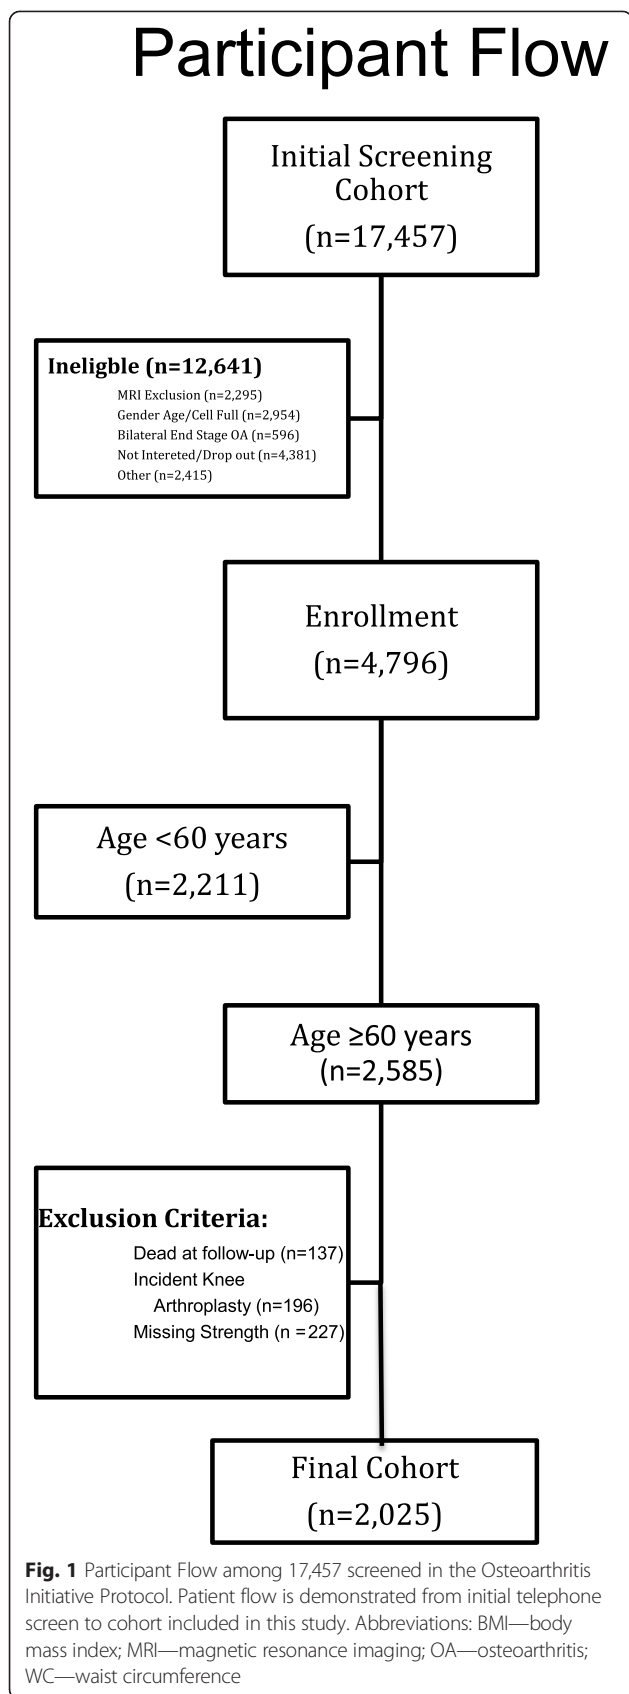 Participant Flow
Initial Screening
Cohort
(n=17,457)
Ineligble (n=12,641)
MRI Exclusion (n=2,295)
Gender Age/Cell Full (n=2,954)
Bilateral End Stage OA (n=596)
Not Intereted/Drop out (n=4,381)
Other (n=2,415)
Enrollment
(n=4,796)
Age <60 years
(n=2,211)
Age ≥60 years
(n=2,585)
Exclusion Criteria:
Dead at follow-up (n=137)
Incident Knee
Arthroplasty (n=196)
Missing Strength (n =227)
Final Cohort
(n=2,025)
Fig. 1 Participant Flow among 17,457 screened in the Osteoarthritis
Initiative Protocol. Patient flow is demonstrated from initial telephone
screen to cohort included in this study. Abbreviations: BMI—body
mass index; MRI—magnetic resonance imaging; OA—osteoarthritis;
WC—waist circumference